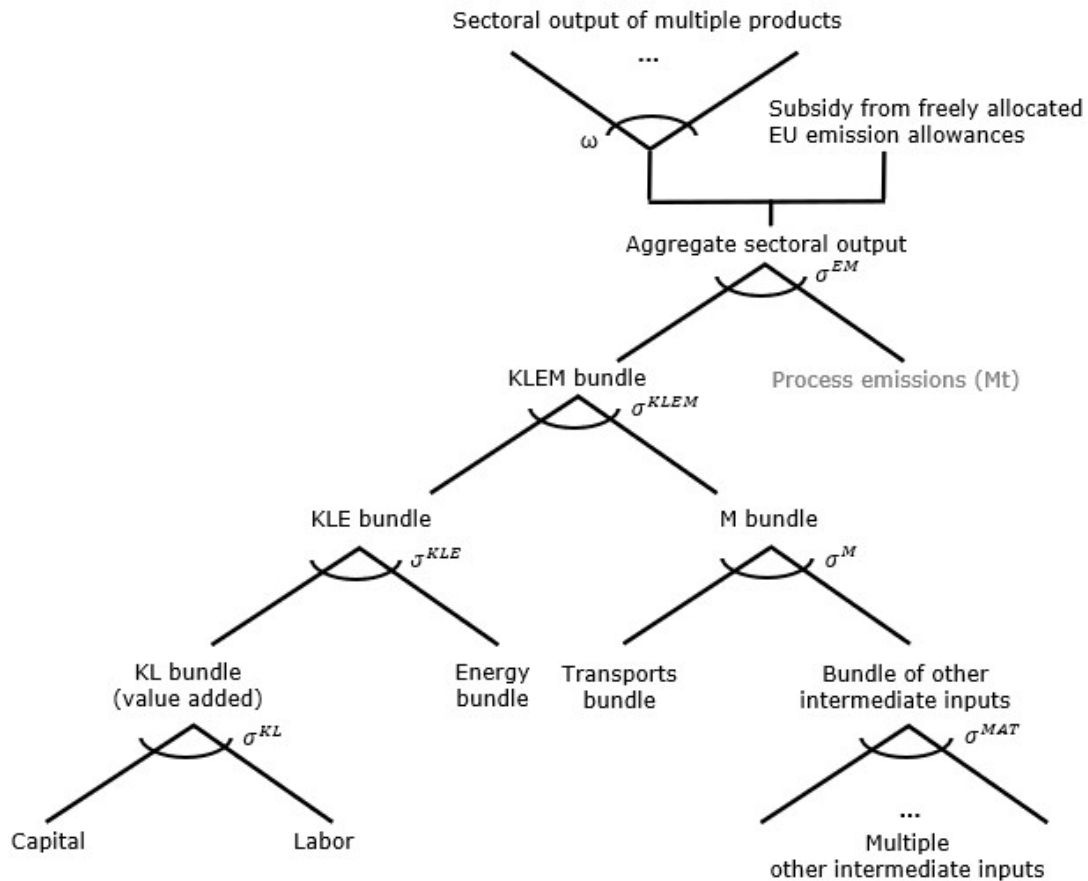 Sectoral output of multiple products
...
Subsidy from freely allocated
EU emission allowances
ω
Aggregate sectoral output
σ^EM
KLEM bundle
Process emissions (Mt)
σ^KLEM
KLE bundle
M bundle
σ^KLE
σ^M
KL bundle
(value added)
Energy
bundle
Transports
bundle
Bundle of other
intermediate inputs
σ^KL
σ^MAT
Capital
Labor
...
Multiple
other intermediate inputs